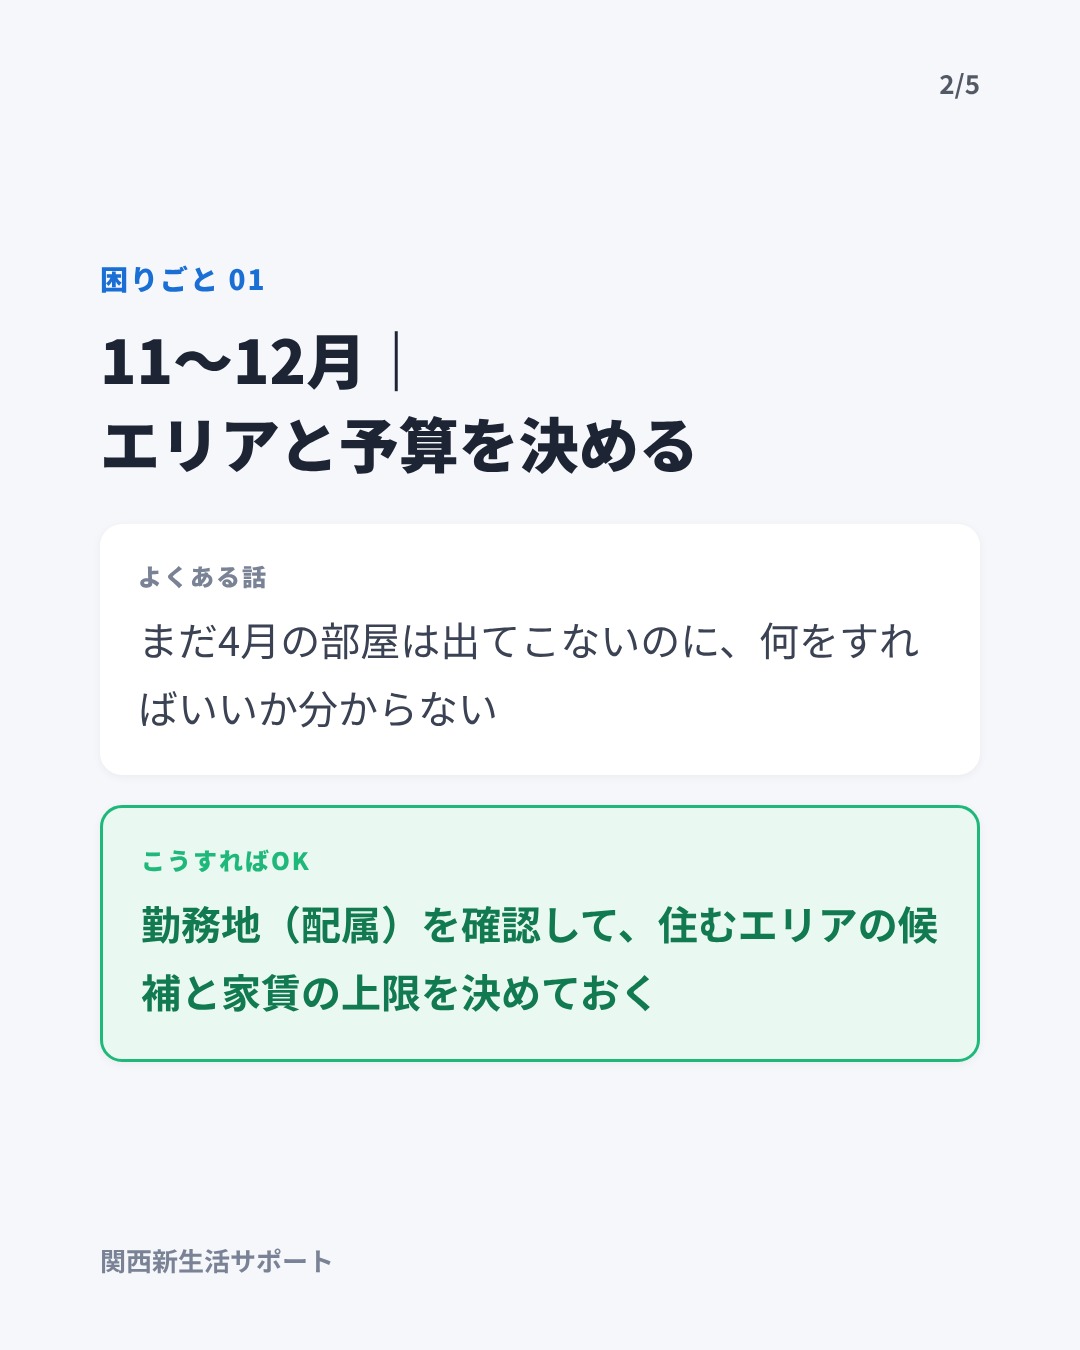 2/5
困りごと 01
11〜12月｜
エリアと予算を決める
よくある話
まだ4月の部屋は出てこないのに、何をすれ
ばいいか分からない
こうすればOK
勤務地（配属）を確認して、住むエリアの候
補と家賃の上限を決めておく
関西新生活サポート